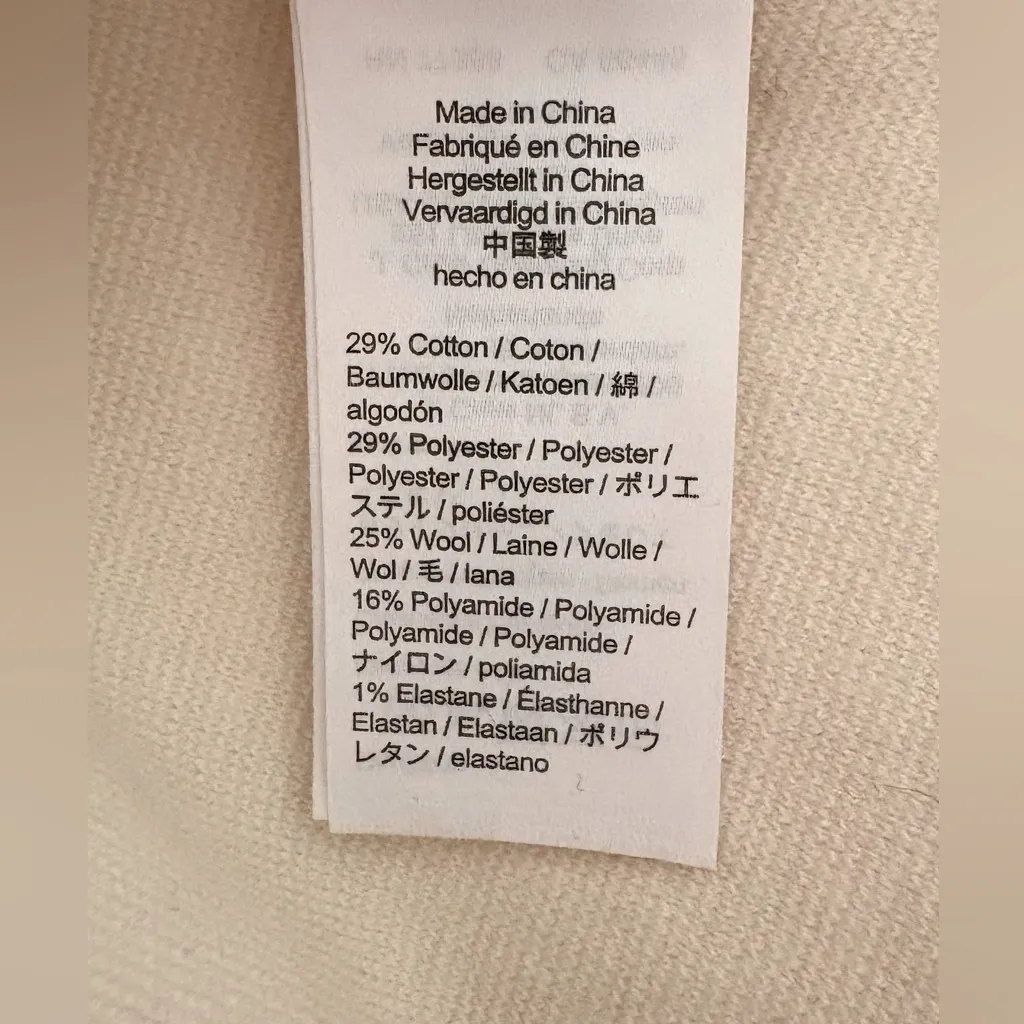 Made in China
Fabriqué en Chine
Hergestellt in China
Vervaardigd in China
中国製
hecho en china
29% Cotton / Coton /
Baumwolle / Katoen / 綿 /
algodón
29% Polyester / Polyester /
Polyester / Polyester / ポリエ
ステル / poliéster
25% Wool / Laine / Wolle /
Wol / 毛 / lana
16% Polyamide / Polyamide /
Polyamide / Polyamide /
ナイロン / poliamida
1% Elastane / Élasthanne /
Elastan / Elastaan / ポリウ
レタン / elastano